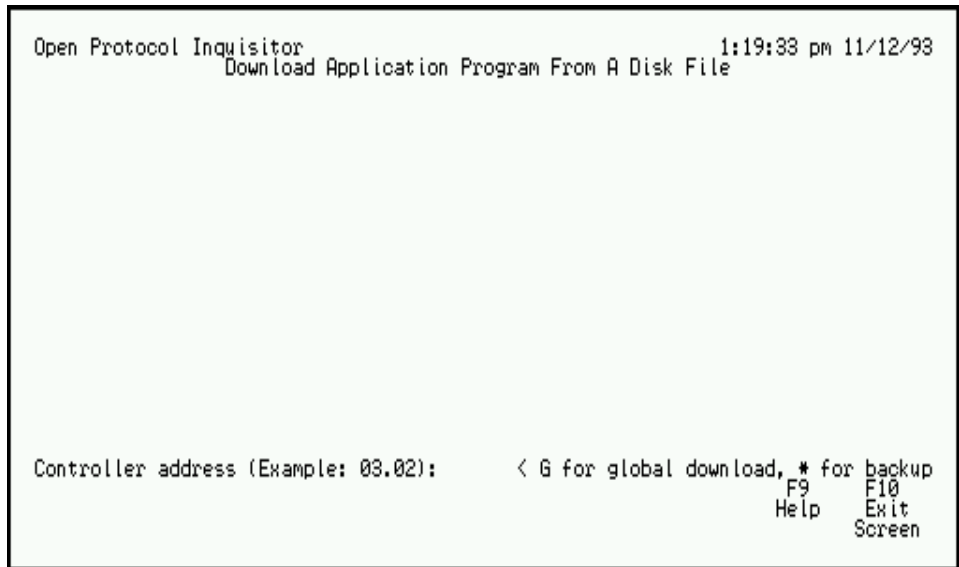 Open Protocol Inquisitor 1:19:33 pm 11/12/93
Download Application Program From A Disk File
Controller address (Example: 03.02): < G for global download, * for backup
F9 F10
Help Exit
Screen